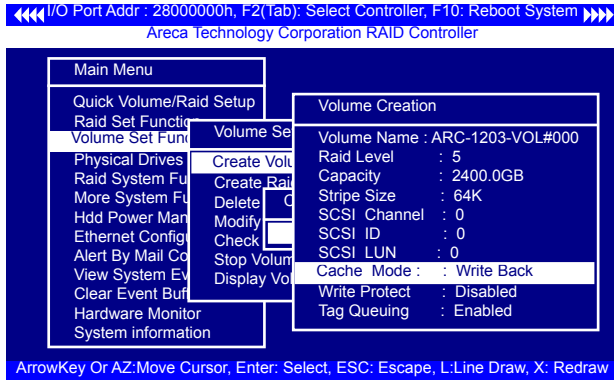 I/O Port Addr : 28000000h, F2(Tab): Select Controller, F10: Reboot System
Areca Technology Corporation RAID Controller
Main Menu
Quick Volume/Raid Setup
Raid Set Functio
Volume Set Func
Physical Drives
Raid System Fu
More System Fu
Hdd Power Man
Ethernet Configu
Alert By Mail Co
View System Ev
Clear Event Buff
Hardware Monitor
System information
Volume Se
Create Volu
Create Raid
Delete
Modify
Check
Stop Volum
Display Vol
C
Volume Creation
Volume Name : ARC-1203-VOL#000
Raid Level : 5
Capacity : 2400.0GB
Stripe Size : 64K
SCSI Channel : 0
SCSI ID : 0
SCSI LUN : 0
Cache Mode : : Write Back
Write Protect : Disabled
Tag Queuing : Enabled
ArrowKey Or AZ:Move Cursor, Enter: Select, ESC: Escape, L:Line Draw, X: Redraw